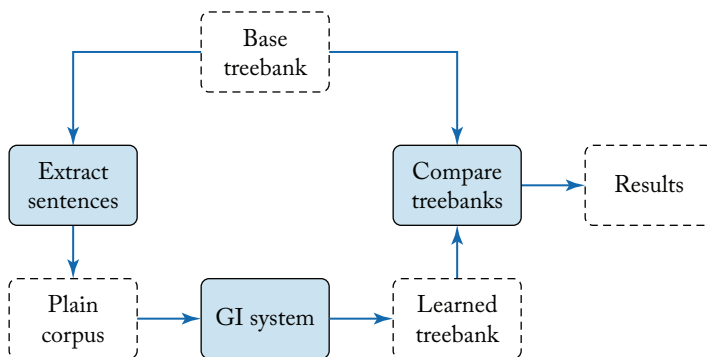 Base
treebank
Extract
sentences
Compare
treebanks
Results
Plain
corpus
GI system
Learned
treebank